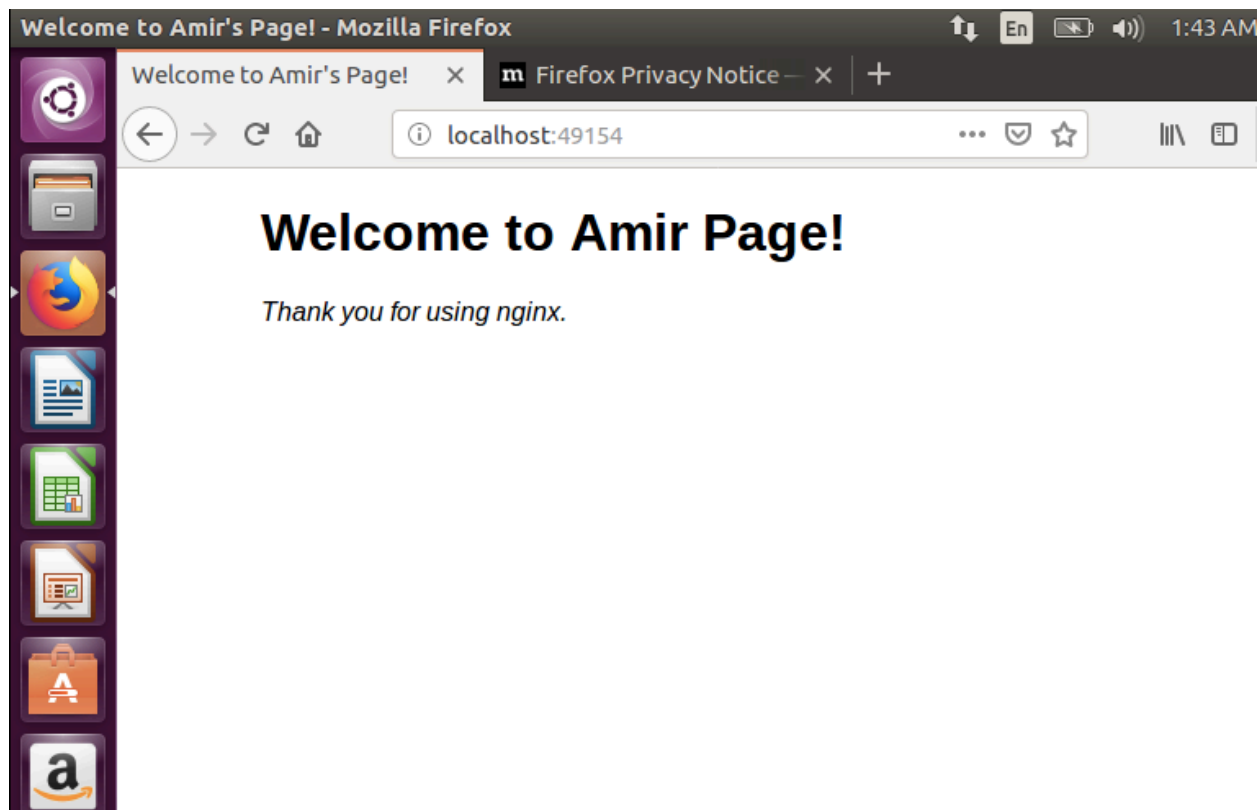 Welcome to Amir's Page! - Mozilla Firefox En 1:43 AM
Welcome to Amir's Page! m Firefox Privacy Notice —
localhost:49154
Welcome to Amir Page!
Thank you for using nginx.
A
a